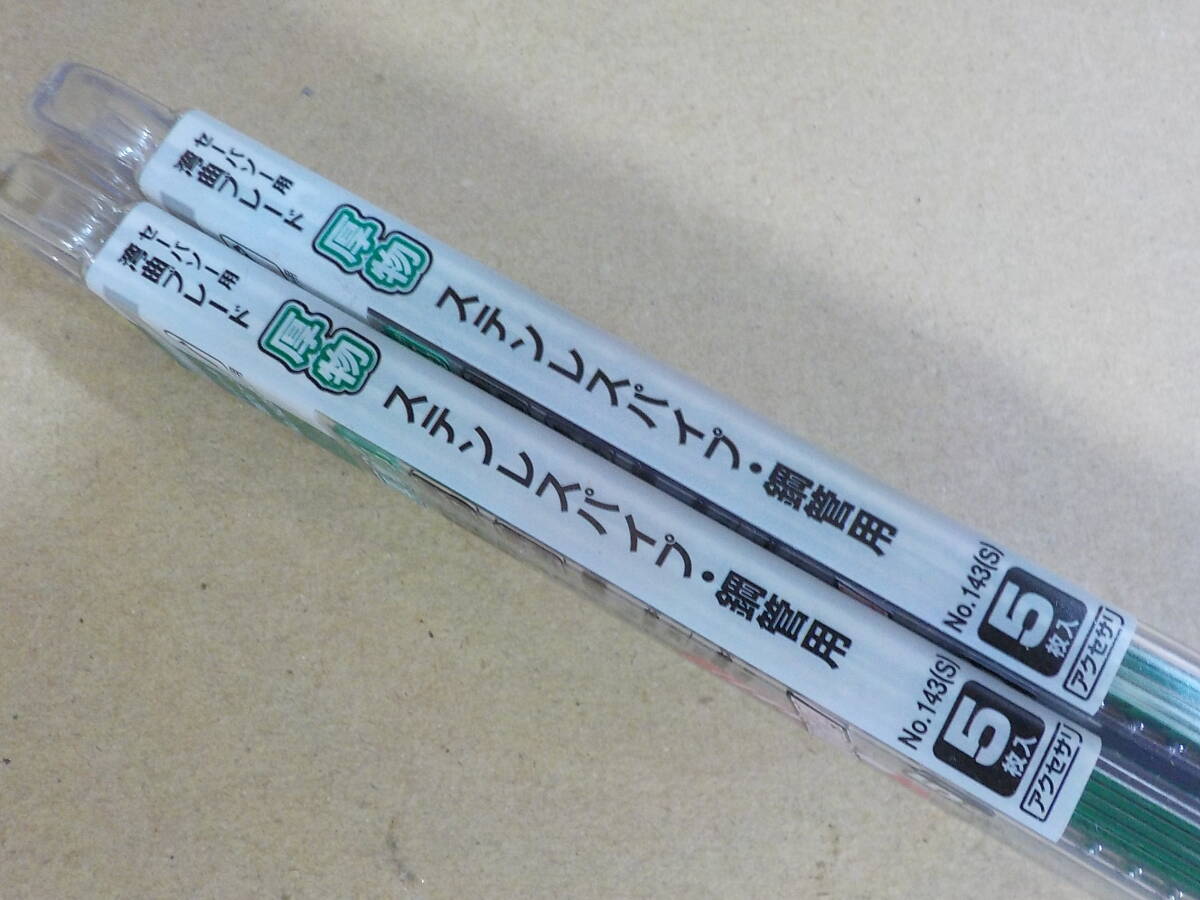 セーバソー用
湾曲ブレード
厚物
ステンレスパイプ・鋼管用
No.143(S)
5枚入
アクセサリ
セーバソー用
湾曲ブレード
厚物
ステンレスパイプ・鋼管用
No.143(S)
5枚入
アクセサリ